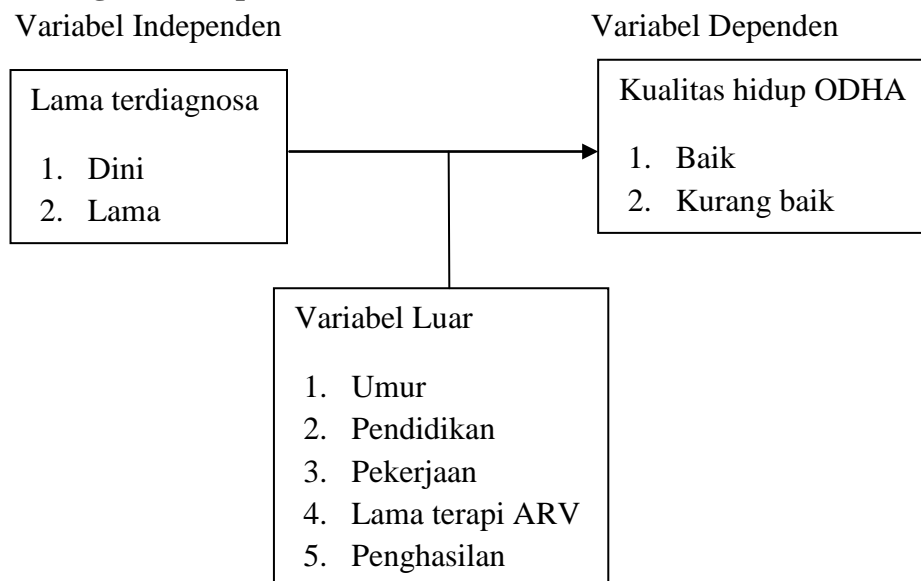 Variabel Independen
Variabel Dependen
Lama terdiagnosa
1. Dini
2. Lama
Kualitas hidup ODHA
1. Baik
2. Kurang baik
Variabel Luar
1. Umur
2. Pendidikan
3. Pekerjaan
4. Lama terapi ARV
5. Penghasilan